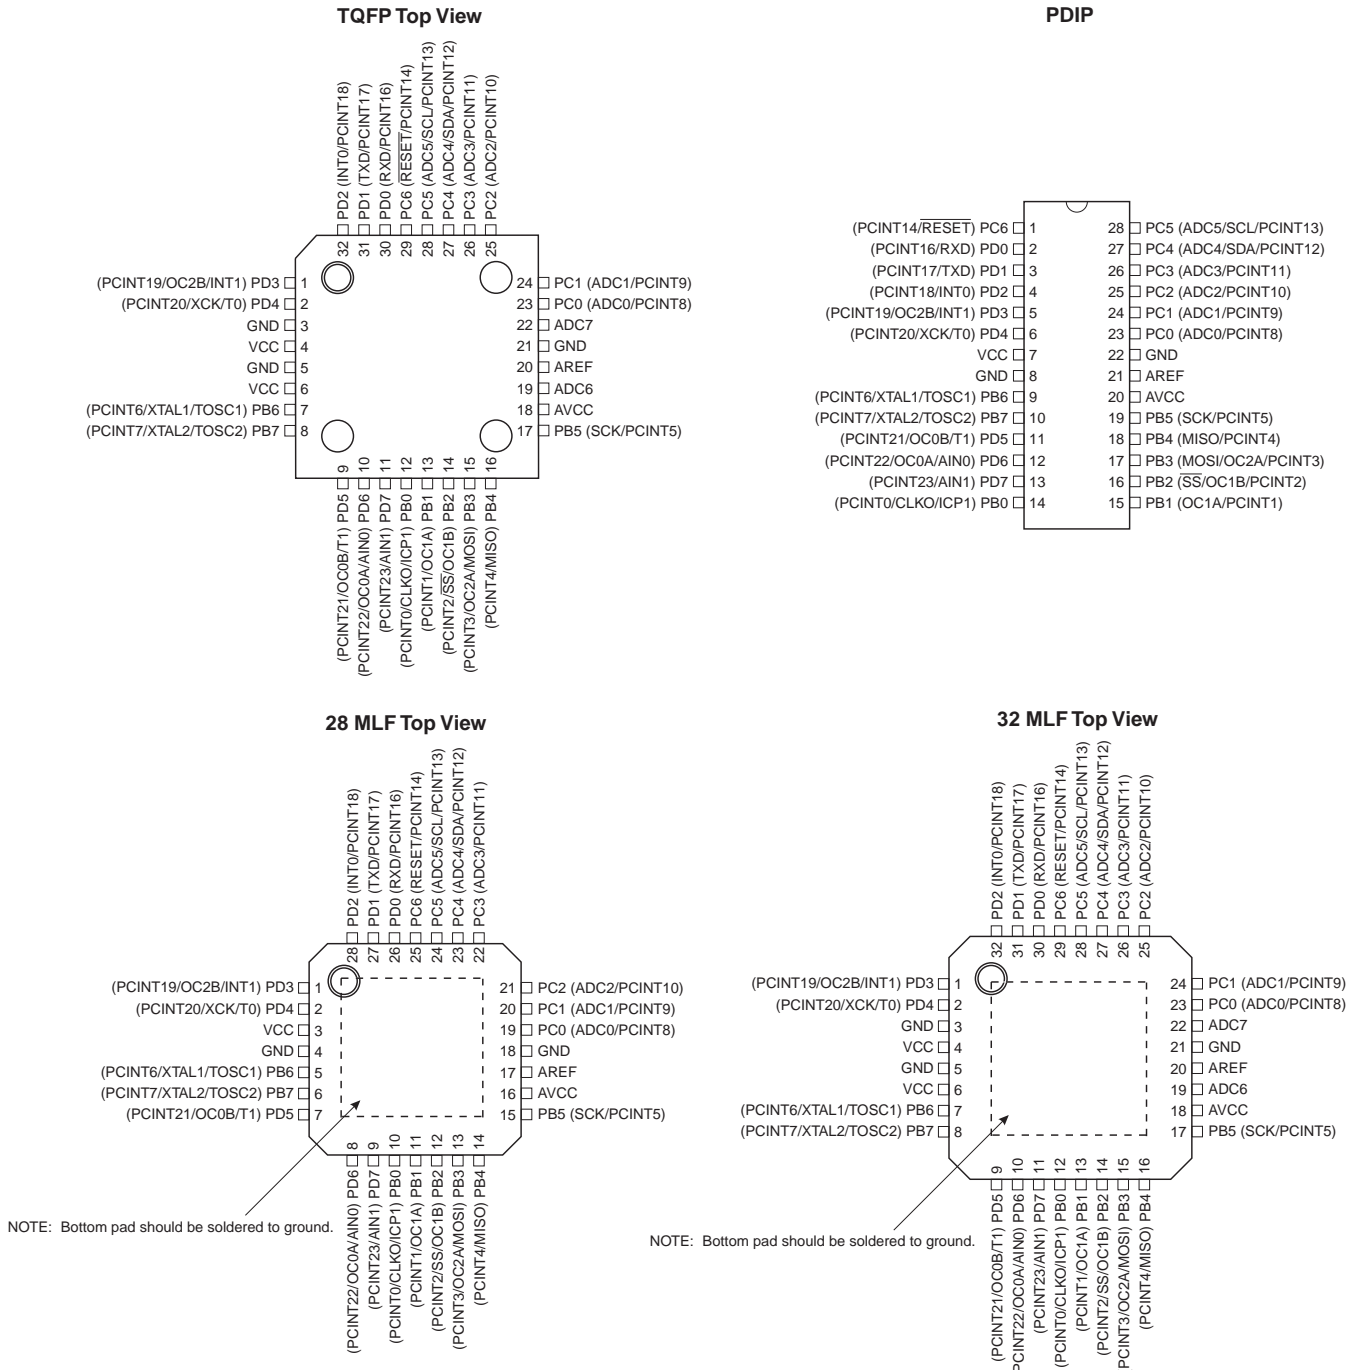 TQFP Top View
32 PD2 (INT0/PCINT18)
31 PD1 (TXD/PCINT17)
30 PD0 (RXD/PCINT16)
29 PC6 (RESET/PCINT14)
28 PC5 (ADC5/SCL/PCINT13)
27 PC4 (ADC4/SDA/PCINT12)
26 PC3 (ADC3/PCINT11)
25 PC2 (ADC2/PCINT10)
(PCINT19/OC2B/INT1) PD3 1
(PCINT20/XCK/T0) PD4 2
GND 3
VCC 4
GND 5
VCC 6
(PCINT6/XTAL1/TOSC1) PB6 7
(PCINT7/XTAL2/TOSC2) PB7 8
24 PC1 (ADC1/PCINT9)
23 PC0 (ADC0/PCINT8)
22 ADC7
21 GND
20 AREF
19 ADC6
18 AVCC
17 PB5 (SCK/PCINT5)
(PCINT21/OC0B/T1) PD5 9
(PCINT22/OC0A/AIN0) PD6 10
(PCINT23/AIN1) PD7 11
(PCINT0/CLKO/ICP1) PB0 12
(PCINT1/OC1A) PB1 13
(PCINT2/SS/OC1B) PB2 14
(PCINT3/OC2A/MOSI) PB3 15
(PCINT4/MISO) PB4 16
PDIP
(PCINT14/RESET) PC6 1
(PCINT16/RXD) PD0 2
(PCINT17/TXD) PD1 3
(PCINT18/INT0) PD2 4
(PCINT19/OC2B/INT1) PD3 5
(PCINT20/XCK/T0) PD4 6
VCC 7
GND 8
(PCINT6/XTAL1/TOSC1) PB6 9
(PCINT7/XTAL2/TOSC2) PB7 10
(PCINT21/OC0B/T1) PD5 11
(PCINT22/OC0A/AIN0) PD6 12
(PCINT23/AIN1) PD7 13
(PCINT0/CLKO/ICP1) PB0 14
28 PC5 (ADC5/SCL/PCINT13)
27 PC4 (ADC4/SDA/PCINT12)
26 PC3 (ADC3/PCINT11)
25 PC2 (ADC2/PCINT10)
24 PC1 (ADC1/PCINT9)
23 PC0 (ADC0/PCINT8)
22 GND
21 AREF
20 AVCC
19 PB5 (SCK/PCINT5)
18 PB4 (MISO/PCINT4)
17 PB3 (MOSI/OC2A/PCINT3)
16 PB2 (SS/OC1B/PCINT2)
15 PB1 (OC1A/PCINT1)
28 MLF Top View
28 PD2 (INT0/PCINT18)
27 PD1 (TXD/PCINT17)
26 PD0 (RXD/PCINT16)
25 PC6 (RESET/PCINT14)
24 PC5 (ADC5/SCL/PCINT13)
23 PC4 (ADC4/SDA/PCINT12)
22 PC3 (ADC3/PCINT11)
(PCINT19/OC2B/INT1) PD3 1
(PCINT20/XCK/T0) PD4 2
VCC 3
GND 4
(PCINT6/XTAL1/TOSC1) PB6 5
(PCINT7/XTAL2/TOSC2) PB7 6
(PCINT21/OC0B/T1) PD5 7
21 PC2 (ADC2/PCINT10)
20 PC1 (ADC1/PCINT9)
19 PC0 (ADC0/PCINT8)
18 GND
17 AREF
16 AVCC
15 PB5 (SCK/PCINT5)
(PCINT22/OC0A/AIN0) PD6 8
(PCINT23/AIN1) PD7 9
(PCINT0/CLKO/ICP1) PB0 10
(PCINT1/OC1A) PB1 11
(PCINT2/SS/OC1B) PB2 12
(PCINT3/OC2A/MOSI) PB3 13
(PCINT4/MISO) PB4 14
NOTE: Bottom pad should be soldered to ground.
32 MLF Top View
32 PD2 (INT0/PCINT18)
31 PD1 (TXD/PCINT17)
30 PD0 (RXD/PCINT16)
29 PC6 (RESET/PCINT14)
28 PC5 (ADC5/SCL/PCINT13)
27 PC4 (ADC4/SDA/PCINT12)
26 PC3 (ADC3/PCINT11)
25 PC2 (ADC2/PCINT10)
(PCINT19/OC2B/INT1) PD3 1
(PCINT20/XCK/T0) PD4 2
GND 3
VCC 4
GND 5
VCC 6
(PCINT6/XTAL1/TOSC1) PB6 7
(PCINT7/XTAL2/TOSC2) PB7 8
24 PC1 (ADC1/PCINT9)
23 PC0 (ADC0/PCINT8)
22 ADC7
21 GND
20 AREF
19 ADC6
18 AVCC
17 PB5 (SCK/PCINT5)
(PCINT21/OC0B/T1) PD5 9
PCINT22/OC0A/AIN0) PD6 10
(PCINT23/AIN1) PD7 11
(PCINT0/CLKO/ICP1) PB0 12
(PCINT1/OC1A) PB1 13
(PCINT2/SS/OC1B) PB2 14
PCINT3/OC2A/MOSI) PB3 15
(PCINT4/MISO) PB4 16
NOTE: Bottom pad should be soldered to ground.